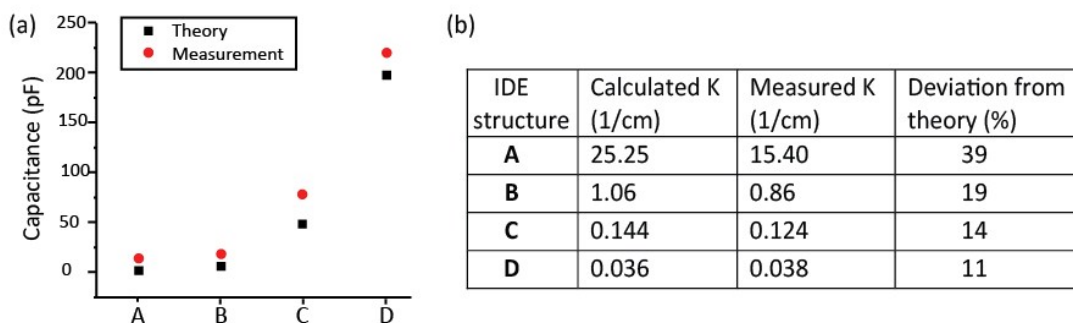 (a)
Capacitance (pF)
250
200
150
100
50
0
Theory
Measurement
A B C D
(b)
IDE structure Calculated K (1/cm) Measured K (1/cm) Deviation from theory (%)
A 25.25 15.40 39
B 1.06 0.86 19
C 0.144 0.124 14
D 0.036 0.038 11